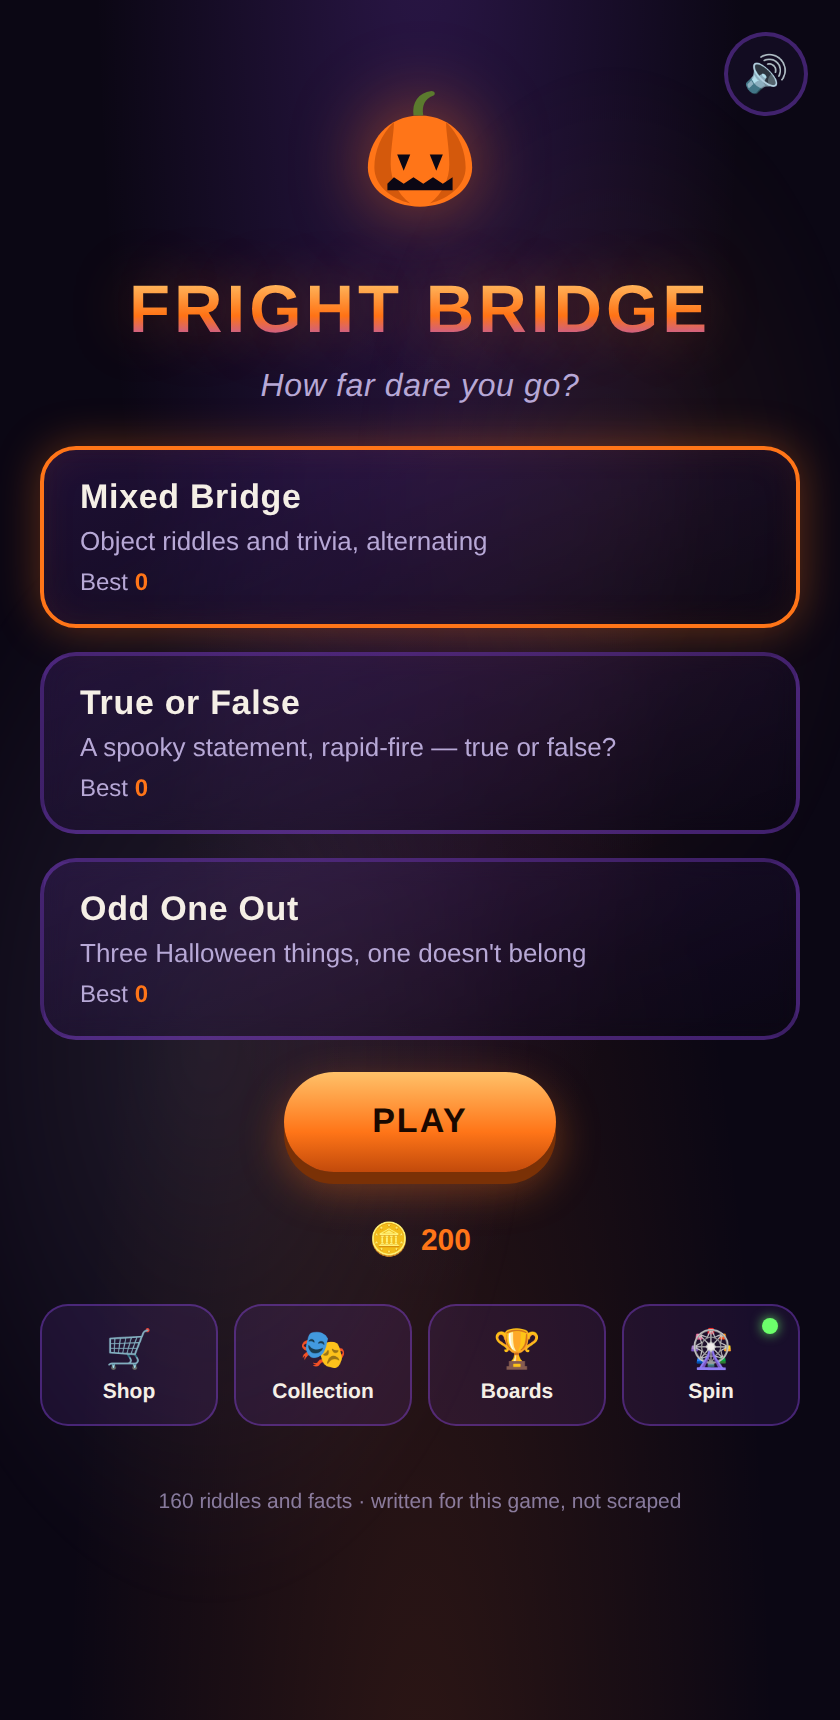 FRIGHT BRIDGE
How far dare you go?
Mixed Bridge
Object riddles and trivia, alternating
Best 0
True or False
A spooky statement, rapid-fire — true or false?
Best 0
Odd One Out
Three Halloween things, one doesn't belong
Best 0
PLAY
200
Shop
Collection
Boards
Spin
160 riddles and facts · written for this game, not scraped